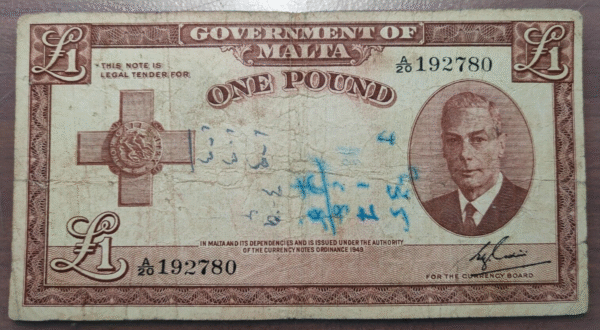 GOVERNMENT OF
MALTA
£1
£1
THIS NOTE IS
LEGAL TENDER FOR
A/20 192780
ONE POUND
IN MALTA AND ITS DEPENDENCIES AND IS ISSUED UNDER THE AUTHORITY
OF THE CURRENCY NOTES ORDINANCE 1949.
£1
A/20 192780
FOR THE CURRENCY BOARD